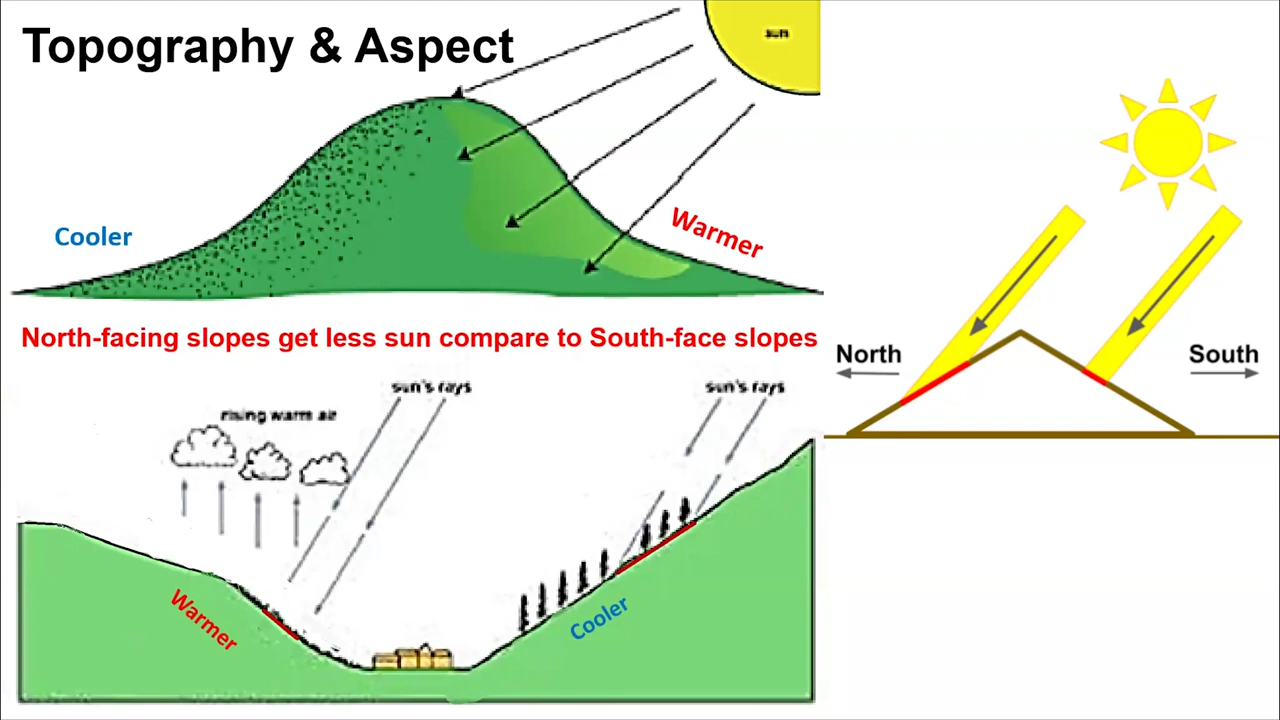 Topography & Aspect
sun
Cooler
Warmer
North-facing slopes get less sun compare to South-face slopes
North
South
sun's rays
sun's rays
rising warm air
Warmer
Cooler